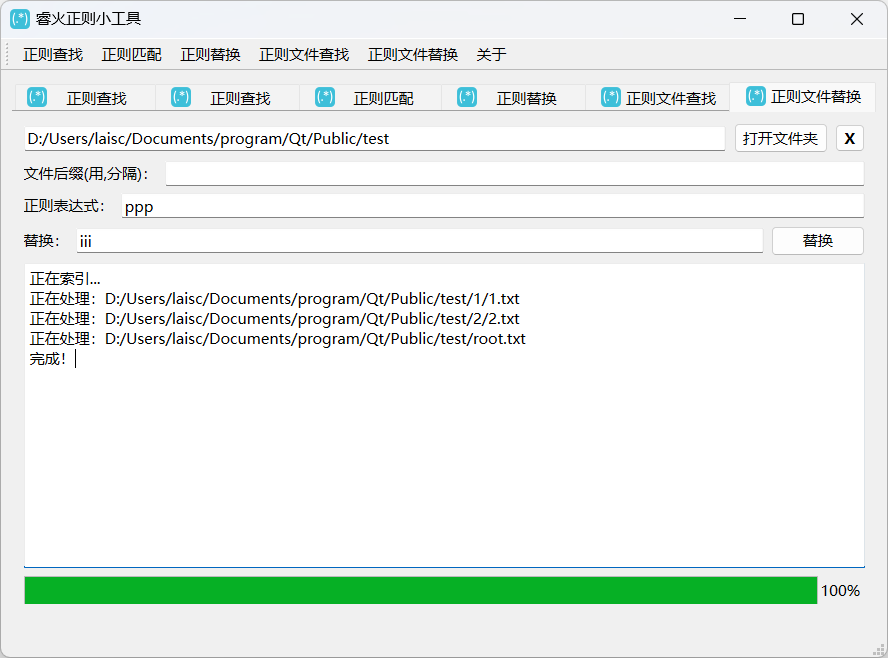 (.*) 睿火正则小工具
正则查找 正则匹配 正则替换 正则文件查找 正则文件替换 关于
(.*) 正则查找 (.*) 正则查找 (.*) 正则匹配 (.*) 正则替换 (.*) 正则文件查找 (.*) 正则文件替换
D:/Users/laisc/Documents/program/Qt/Public/test 打开文件夹 X
文件后缀(用,分隔)：
正则表达式： ppp
替换： iii 替换
正在索引...
正在处理：D:/Users/laisc/Documents/program/Qt/Public/test/1/1.txt
正在处理：D:/Users/laisc/Documents/program/Qt/Public/test/2/2.txt
正在处理：D:/Users/laisc/Documents/program/Qt/Public/test/root.txt
完成！
100%